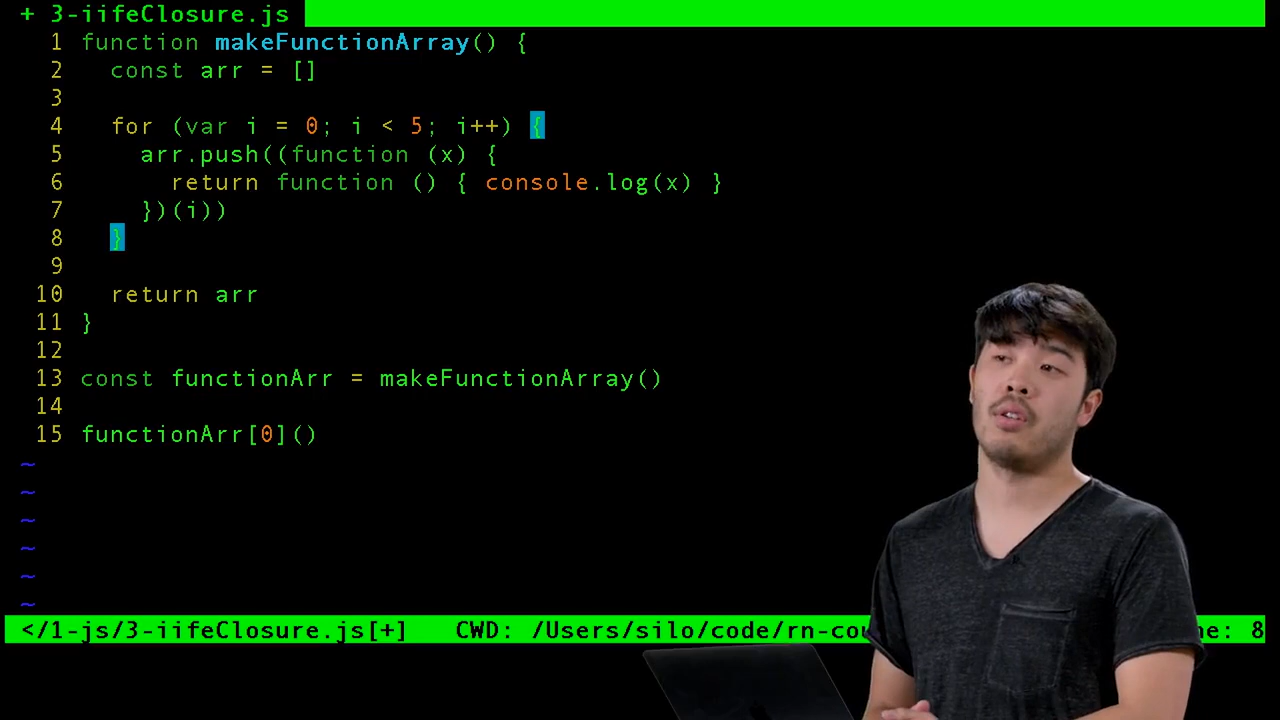 + 3-iifeClosure.js
1 function makeFunctionArray() {
2   const arr = []
3
4   for (var i = 0; i < 5; i++) {
5     arr.push((function (x) {
6       return function () { console.log(x) }
7     })(i))
8   }
9
10   return arr
11 }
12
13 const functionArr = makeFunctionArray()
14
15 functionArr[0]()
~
~
~
~
~
~
</1-js/3-iifeClosure.js[+]   CWD: /Users/silo/code/ 8